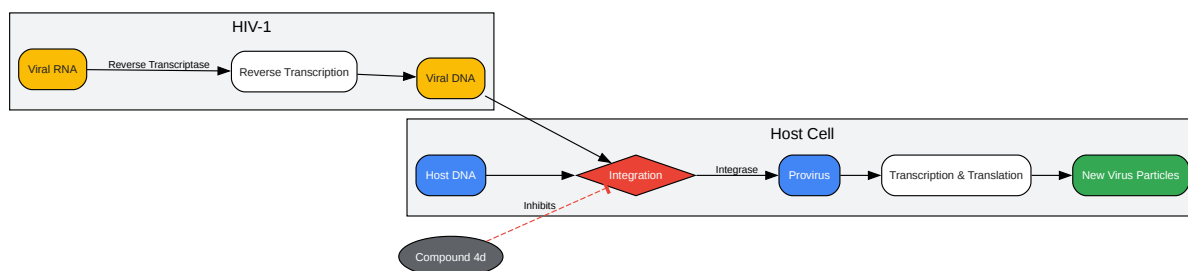 HIV-1
Viral RNA
Reverse Transcriptase
Reverse Transcription
Viral DNA
Host Cell
Host DNA
Integration
Integrase
Provirus
Transcription & Translation
New Virus Particles
Inhibits
Compound 4d